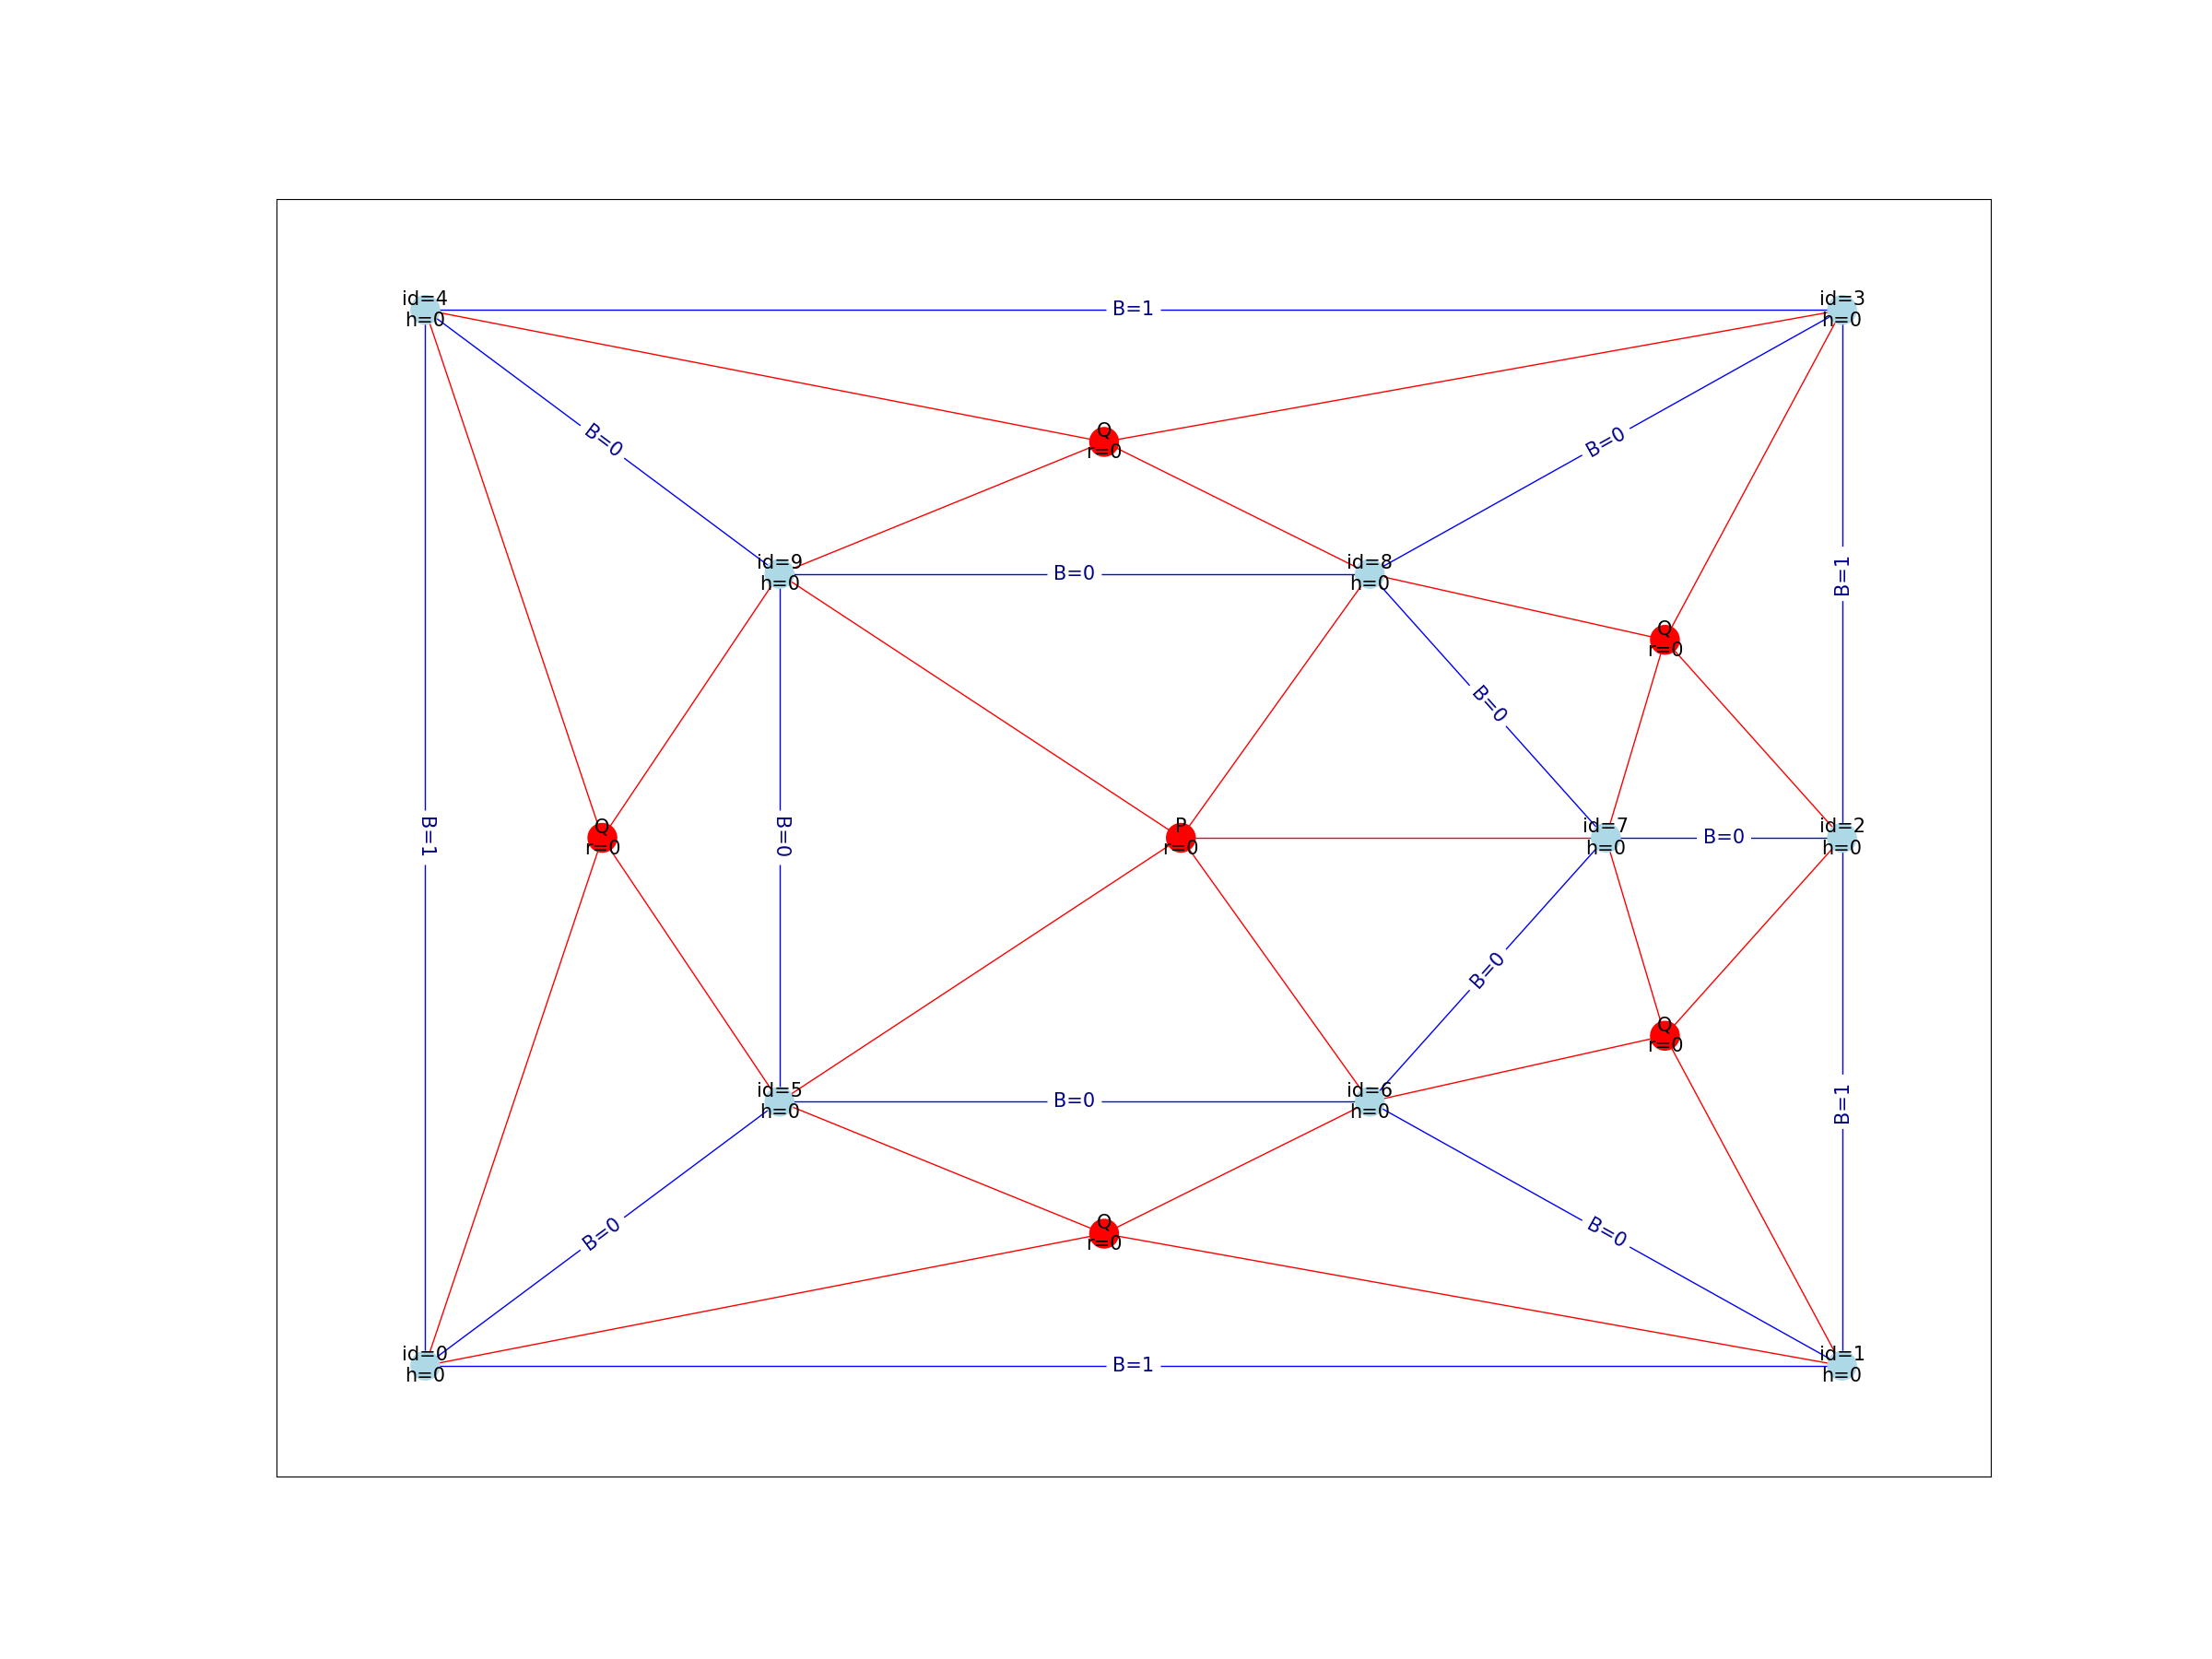 id=4
h=0
B=1
id=3
h=0
B=0
Q
r=0
B=0
id=9
h=0
B=0
id=8
h=0
B=1
Q
r=0
B=0
B=1
Q
r=0
B=0
P
r=0
id=7
h=0
B=0
id=2
h=0
B=0
Q
r=0
id=5
h=0
B=0
id=6
h=0
B=1
B=0
Q
r=0
B=0
id=0
h=0
B=1
id=1
h=0